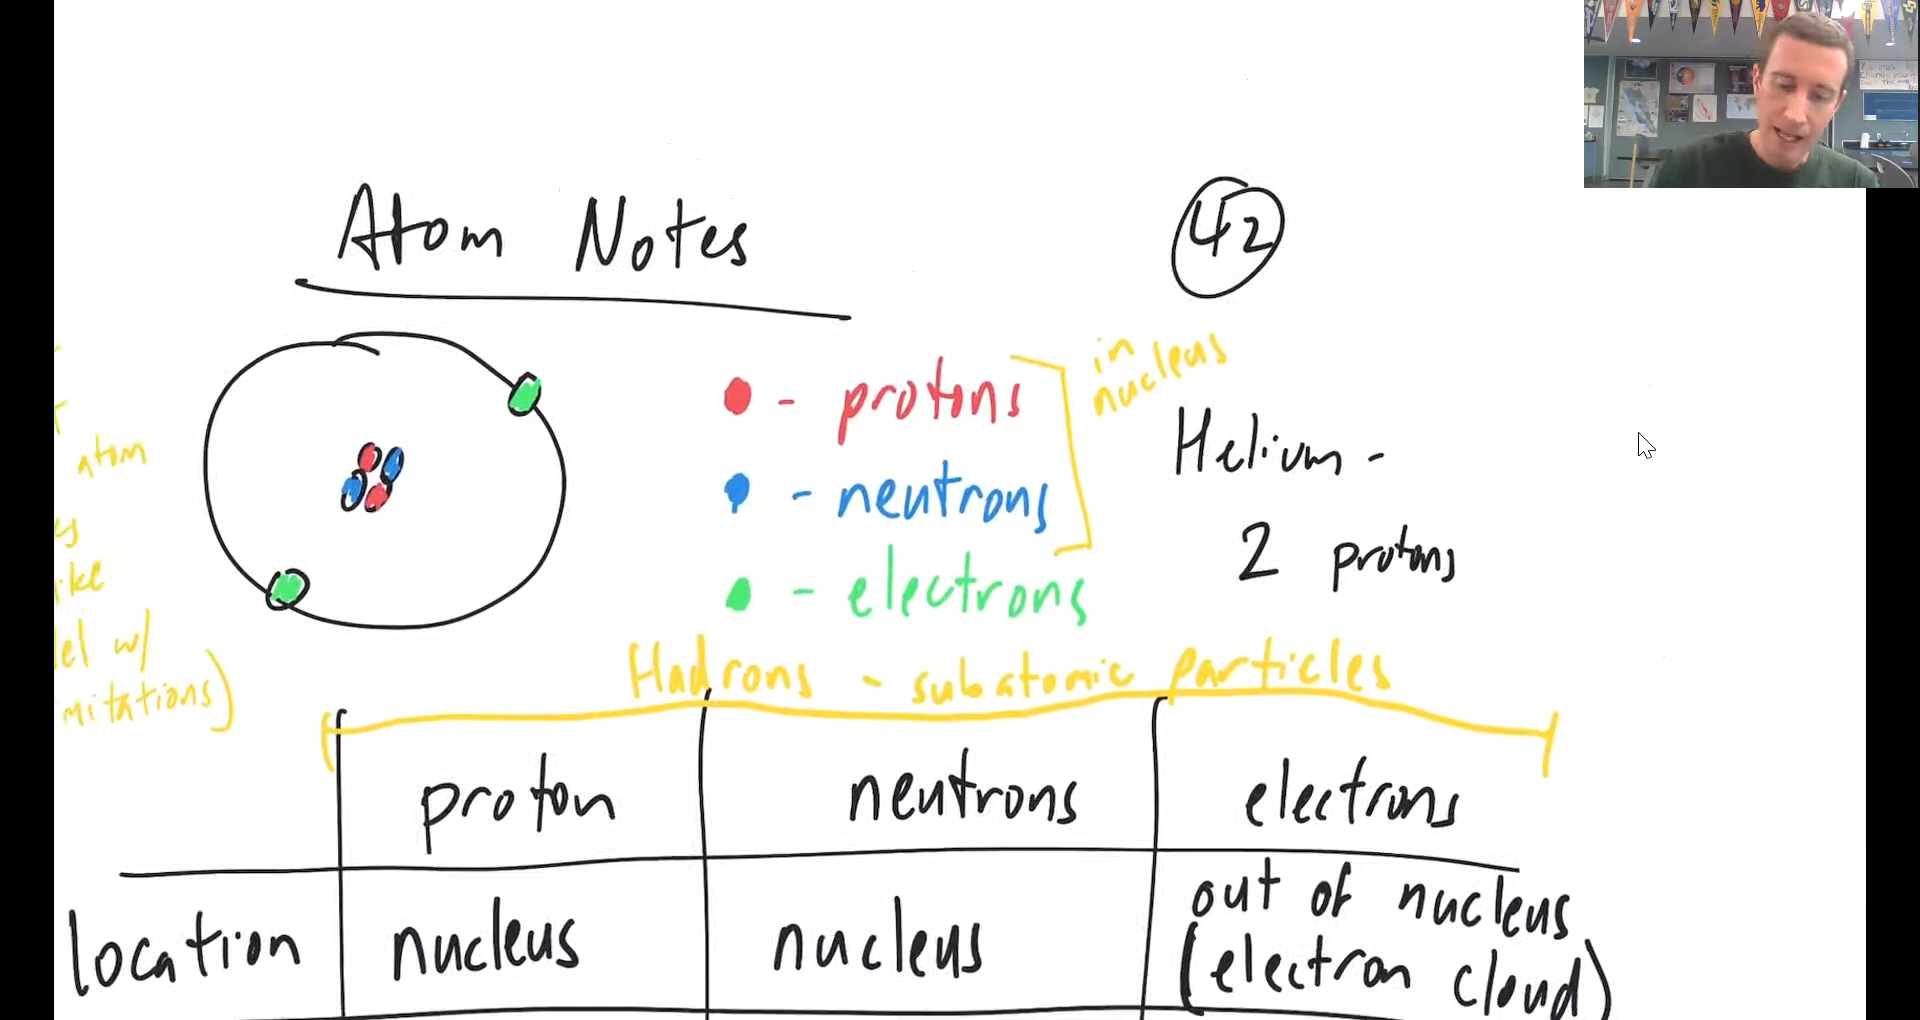 Atom Notes
42
in
nucleus
- protons
- neutrons
- electrons
Helium -
2 protons
atom
el w/
mitations)
Hadrons - subatomic particles
proton neutrons electrons
location nucleus nucleus out of nucleus
(electron cloud)